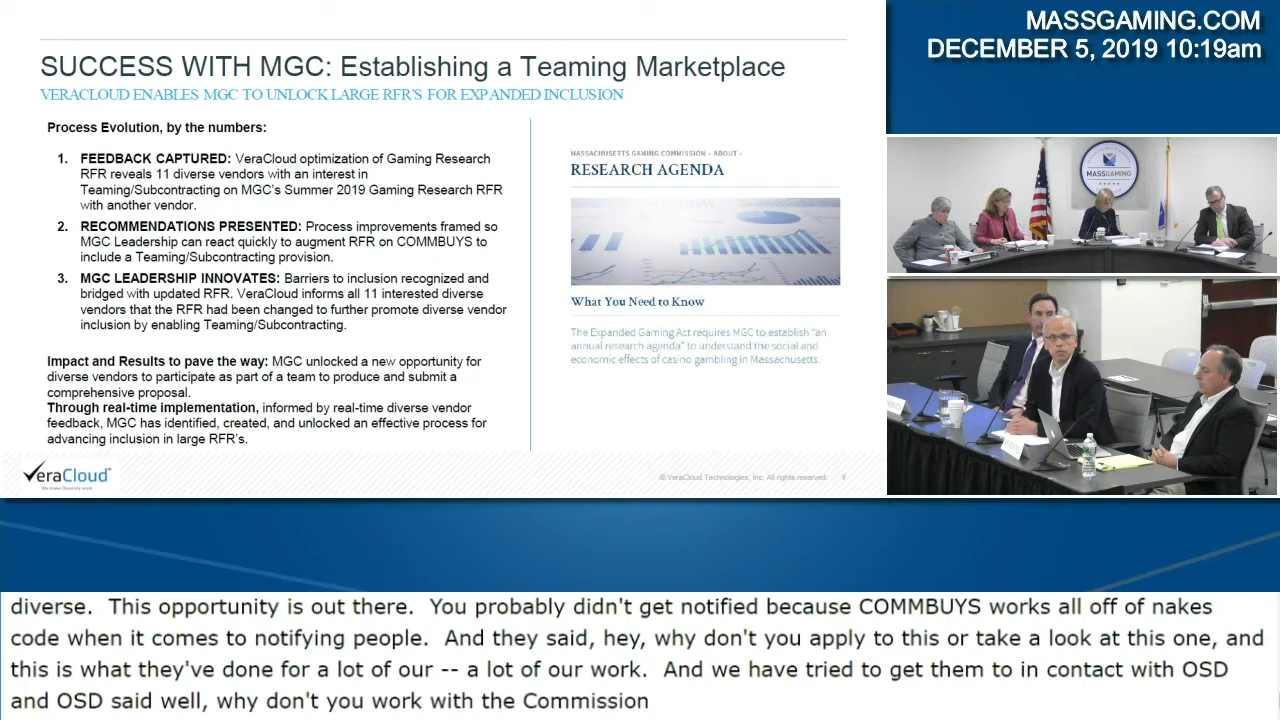 SUCCESS WITH MGC: Establishing a Teaming Marketplace
VERACLOUD ENABLES MGC TO UNLOCK LARGE RFR'S FOR EXPANDED INCLUSION
Process Evolution, by the numbers:
1. FEEDBACK CAPTURED: VeraCloud optimization of Gaming Research
RFR reveals 11 diverse vendors with an interest in
Teaming/Subcontracting on MGC's Summer 2019 Gaming Research RFR
with another vendor.
2. RECOMMENDATIONS PRESENTED: Process improvements framed so
MGC Leadership can react quickly to augment RFR on COMMBUYS to
include a Teaming/Subcontracting provision.
3. MGC LEADERSHIP INNOVATES: Barriers to inclusion recognized and
bridged with updated RFR. VeraCloud informs all 11 interested diverse
vendors that the RFR had been changed to further promote diverse vendor
inclusion by enabling Teaming/Subcontracting.
Impact and Results to pave the way: MGC unlocked a new opportunity for
diverse vendors to participate as part of a team to produce and submit a
comprehensive proposal.
Through real-time implementation, informed by real-time diverse vendor
feedback, MGC has identified, created, and unlocked an effective process for
advancing inclusion in large RFR's.
MASSACHUSETTS GAMING COMMISSION » ABOUT »
RESEARCH AGENDA
What You Need to Know
The Expanded Gaming Act requires MGC to establish "an
annual research agenda" to understand the social and
economic effects of casino gambling in Massachusetts.
VeraCloud
We make Diversity work.
© VeraCloud Technologies, Inc. All rights reserved. 9
MASSGAMING.COM
DECEMBER 5, 2019 10:19am
MASSGAMING
diverse. This opportunity is out there. You probably didn't get notified because COMMBUYS works all off of nakes
code when it comes to notifying people. And they said, hey, why don't you apply to this or take a look at this one, and
this is what they've done for a lot of our -- a lot of our work. And we have tried to get them to in contact with OSD
and OSD said well, why don't you work with the Commission